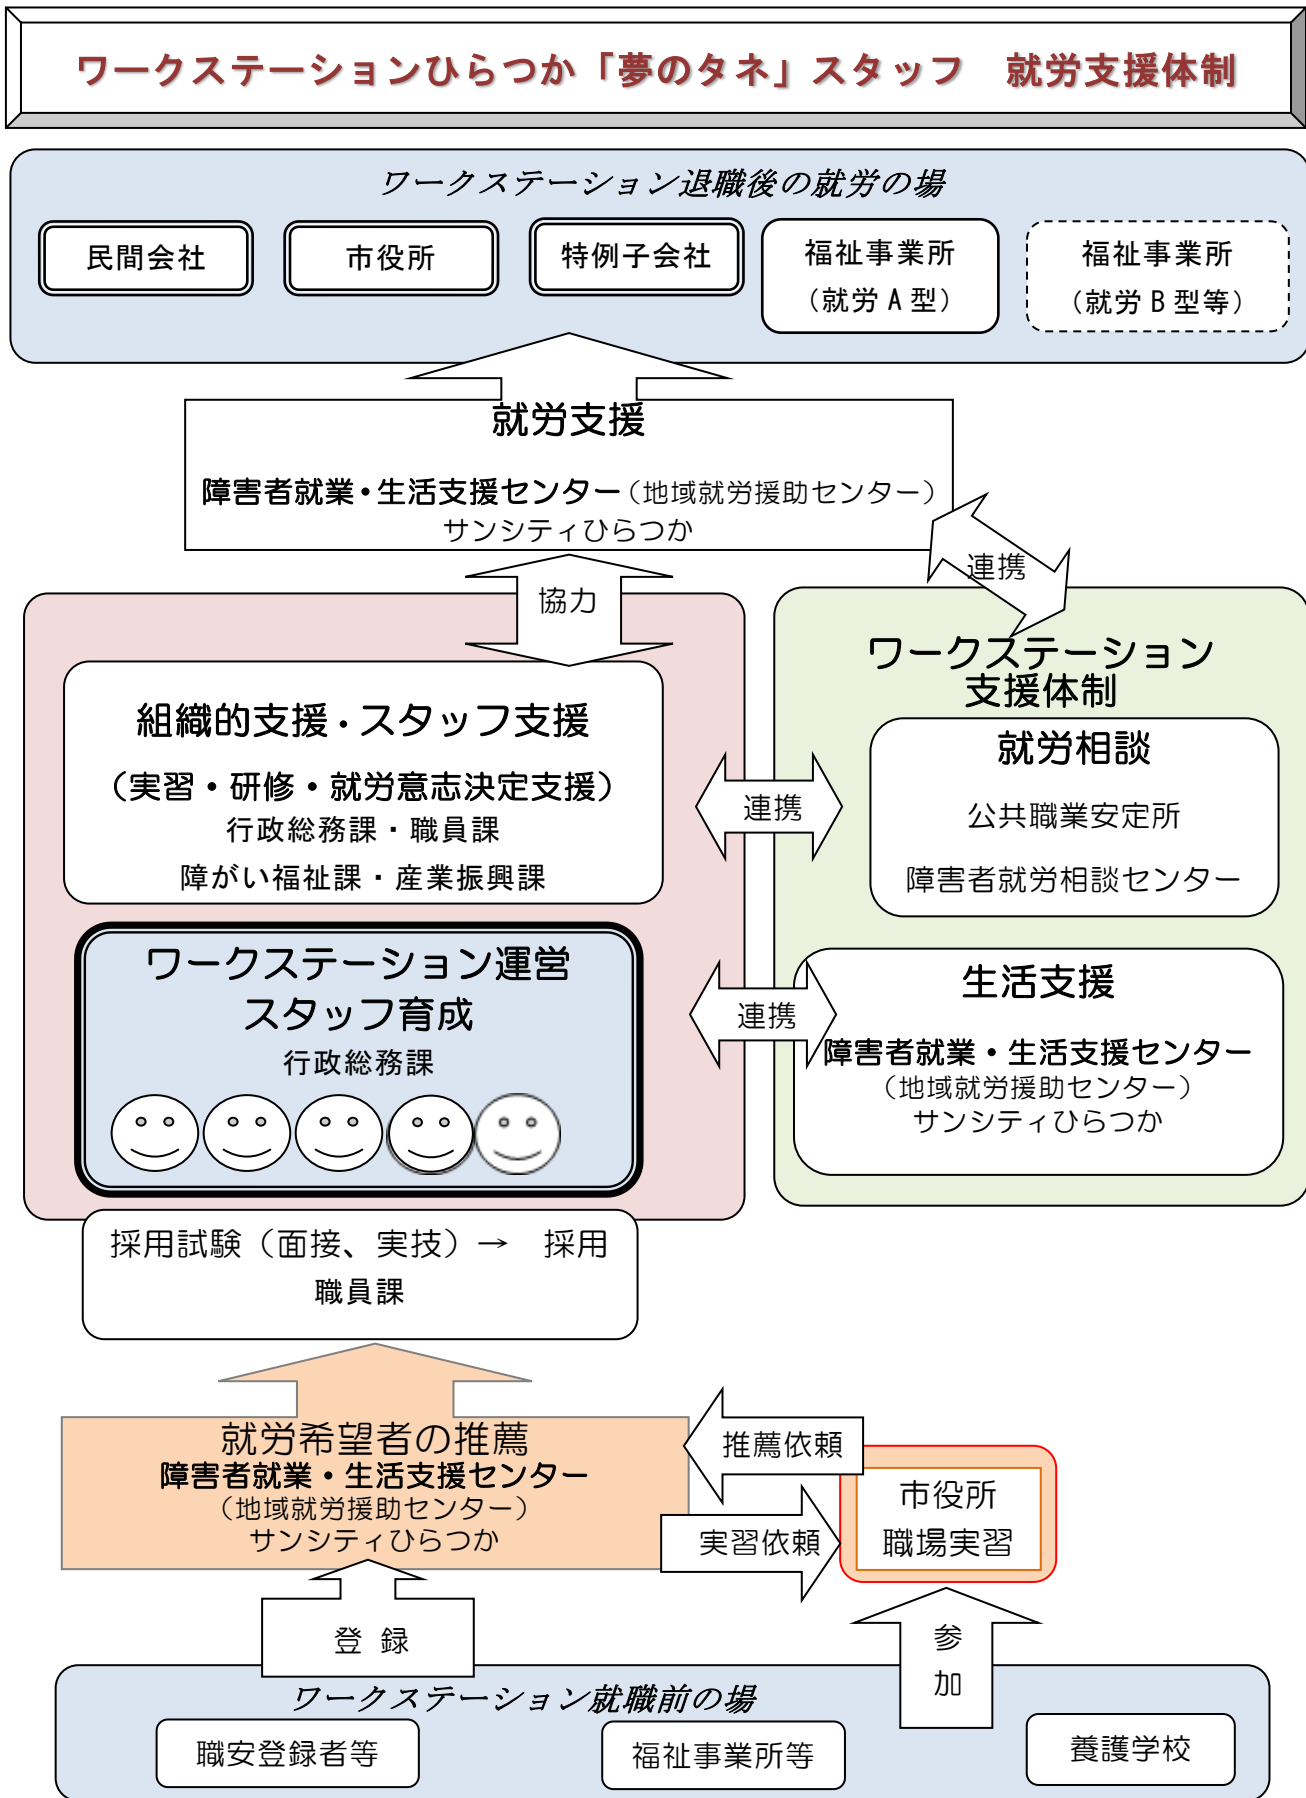 ワークステーションひらつか「夢のタネ」スタッフ　就労支援体制
ワークステーション退職後の就労の場
民間会社
市役所
特例子会社
福祉事業所
（就労Ａ型）
福祉事業所
（就労Ｂ型等）
就労支援
障害者就業・生活支援センター（地域就労援助センター）
サンシティひらつか
連携
協力
組織的支援・スタッフ支援
（実習・研修・就労意志決定支援）
行政総務課・職員課
障がい福祉課・産業振興課
ワークステーション
支援体制
就労相談
公共職業安定所
障害者就労相談センター
連携
ワークステーション運営
スタッフ育成
行政総務課
連携
生活支援
障害者就業・生活支援センター
（地域就労援助センター）
サンシティひらつか
採用試験（面接、実技）→　採用
職員課
就労希望者の推薦
障害者就業・生活支援センター
（地域就労援助センター）
サンシティひらつか
推薦依頼
実習依頼
市役所
職場実習
登 録
参
加
ワークステーション就職前の場
職安登録者等
福祉事業所等
養護学校